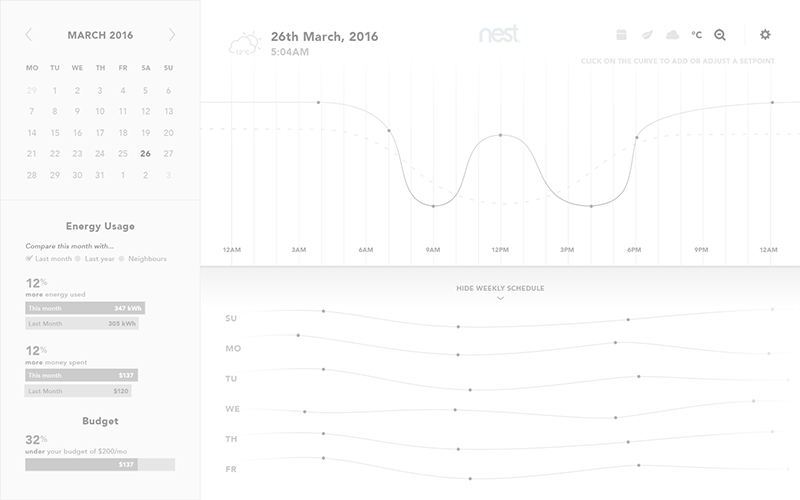 MARCH 2016
MO TU WE TH FR SA SU
29 1 2 3 4 5 6
7 8 9 10 11 12 13
14 15 16 17 18 19 20
21 22 23 24 25 26 27
28 29 30 31 1 2 3
Energy Usage
Compare this month with...
Last month Last year Neighbours
12%
more energy used
This month 347 kWh
Last Month 305 kWh
12%
more money spent
This month $137
Last Month $120
Budget
32%
under your budget of $200/mo
$137
26th March, 2016
5:04AM
nest
°C
CLICK ON THE CURVE TO ADD OR ADJUST A SETPOINT
12AM 3AM 6AM 9AM 12PM 3PM 6PM 9PM 12AM
HIDE WEEKLY SCHEDULE
SU
MO
TU
WE
TH
FR